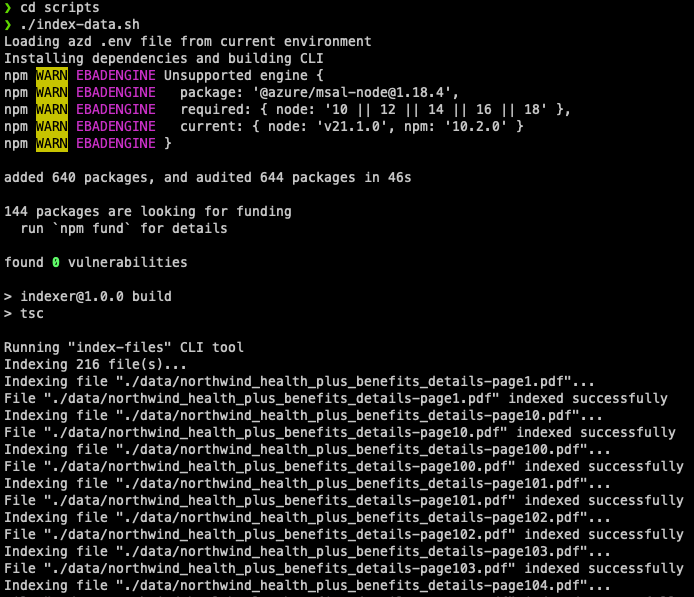 ❯ cd scripts
❯ ./index-data.sh
Loading azd .env file from current environment
Installing dependencies and building CLI
npm WARN EBADENGINE Unsupported engine {
npm WARN EBADENGINE   package: '@azure/msal-node@1.18.4',
npm WARN EBADENGINE   required: { node: '10 || 12 || 14 || 16 || 18' },
npm WARN EBADENGINE   current: { node: 'v21.1.0', npm: '10.2.0' }
npm WARN EBADENGINE }
added 640 packages, and audited 644 packages in 46s
144 packages are looking for funding
  run `npm fund` for details
found 0 vulnerabilities
> indexer@1.0.0 build
> tsc
Running "index-files" CLI tool
Indexing 216 file(s)...
Indexing file "./data/northwind_health_plus_benefits_details-page1.pdf"...
File "./data/northwind_health_plus_benefits_details-page1.pdf" indexed successfully
Indexing file "./data/northwind_health_plus_benefits_details-page10.pdf"...
File "./data/northwind_health_plus_benefits_details-page10.pdf" indexed successfully
Indexing file "./data/northwind_health_plus_benefits_details-page100.pdf"...
File "./data/northwind_health_plus_benefits_details-page100.pdf" indexed successfully
Indexing file "./data/northwind_health_plus_benefits_details-page101.pdf"...
File "./data/northwind_health_plus_benefits_details-page101.pdf" indexed successfully
Indexing file "./data/northwind_health_plus_benefits_details-page102.pdf"...
File "./data/northwind_health_plus_benefits_details-page102.pdf" indexed successfully
Indexing file "./data/northwind_health_plus_benefits_details-page103.pdf"...
File "./data/northwind_health_plus_benefits_details-page103.pdf" indexed successfully
Indexing file "./data/northwind_health_plus_benefits_details-page104.pdf"...